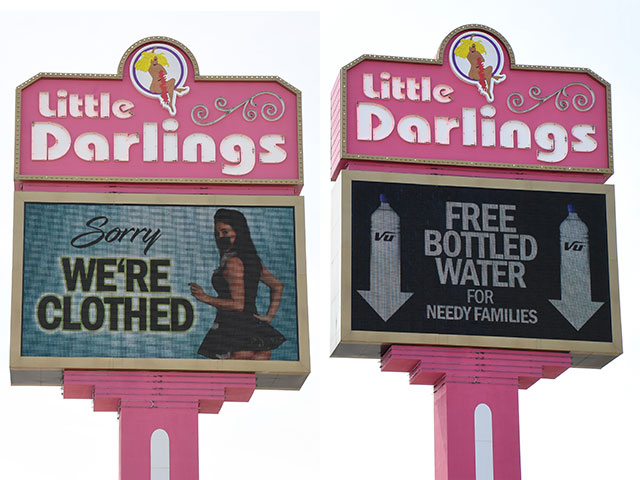 Little
Darlings
Sorry
WE'RE
CLOTHED
Little
Darlings
FREE
BOTTLED
WATER
FOR
NEEDY FAMILIES
VU
VU